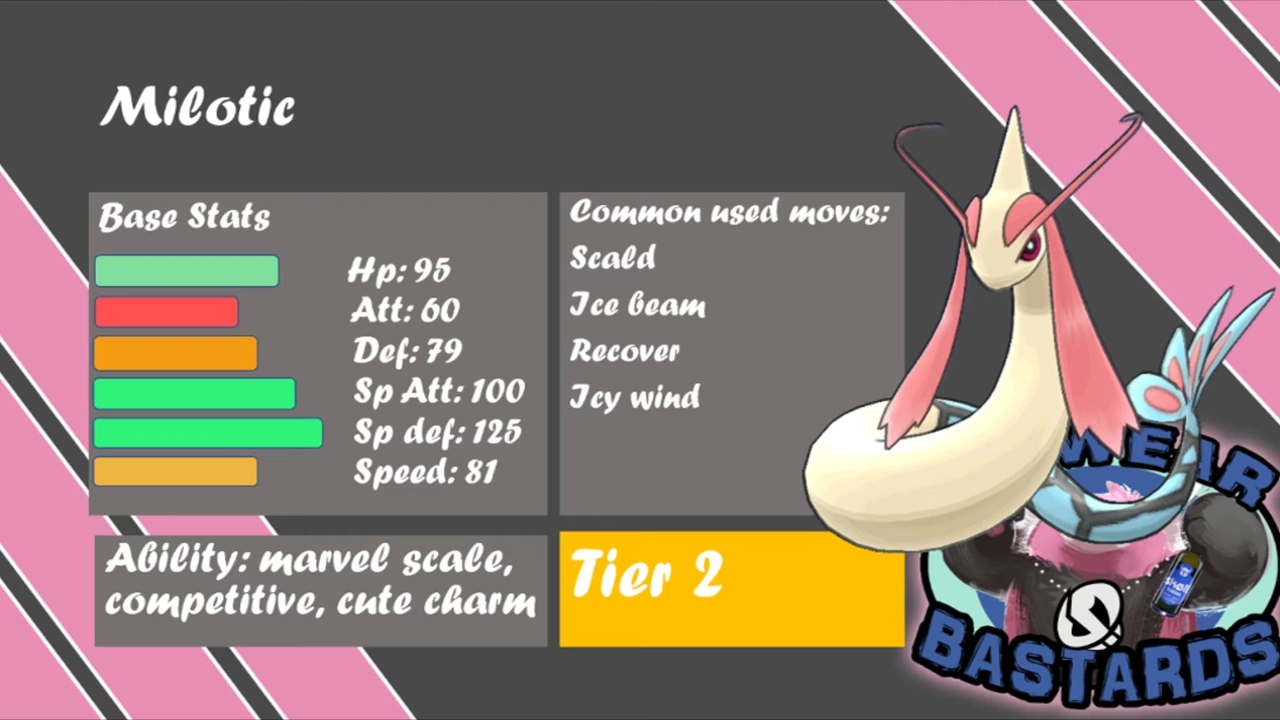 Milotic
Base Stats
Hp: 95
Att: 60
Def: 79
Sp Att: 100
Sp def: 125
Speed: 81
Common used moves:
Scald
Ice beam
Recover
Icy wind
Ability: marvel scale,
competitive, cute charm
Tier 2
BASTARDS